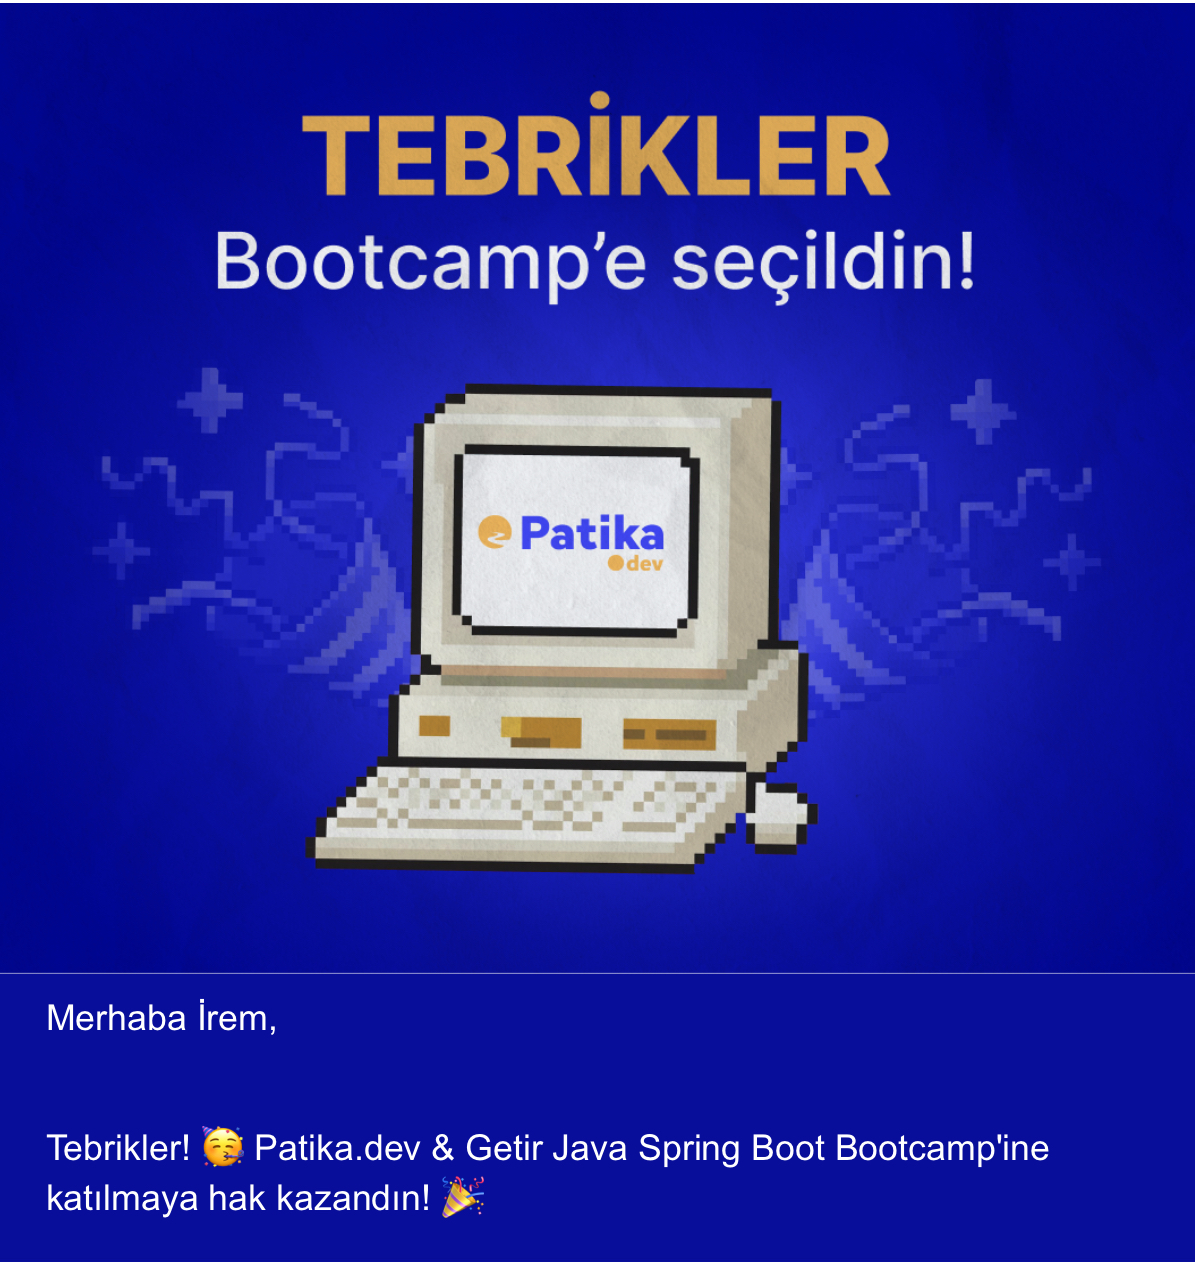 TEBRİKLER
Bootcamp’e seçildin!
Patika
dev
Merhaba İrem,
Tebrikler! 🥳 Patika.dev & Getir Java Spring Boot Bootcamp'ine
katılmaya hak kazandın! 🎉